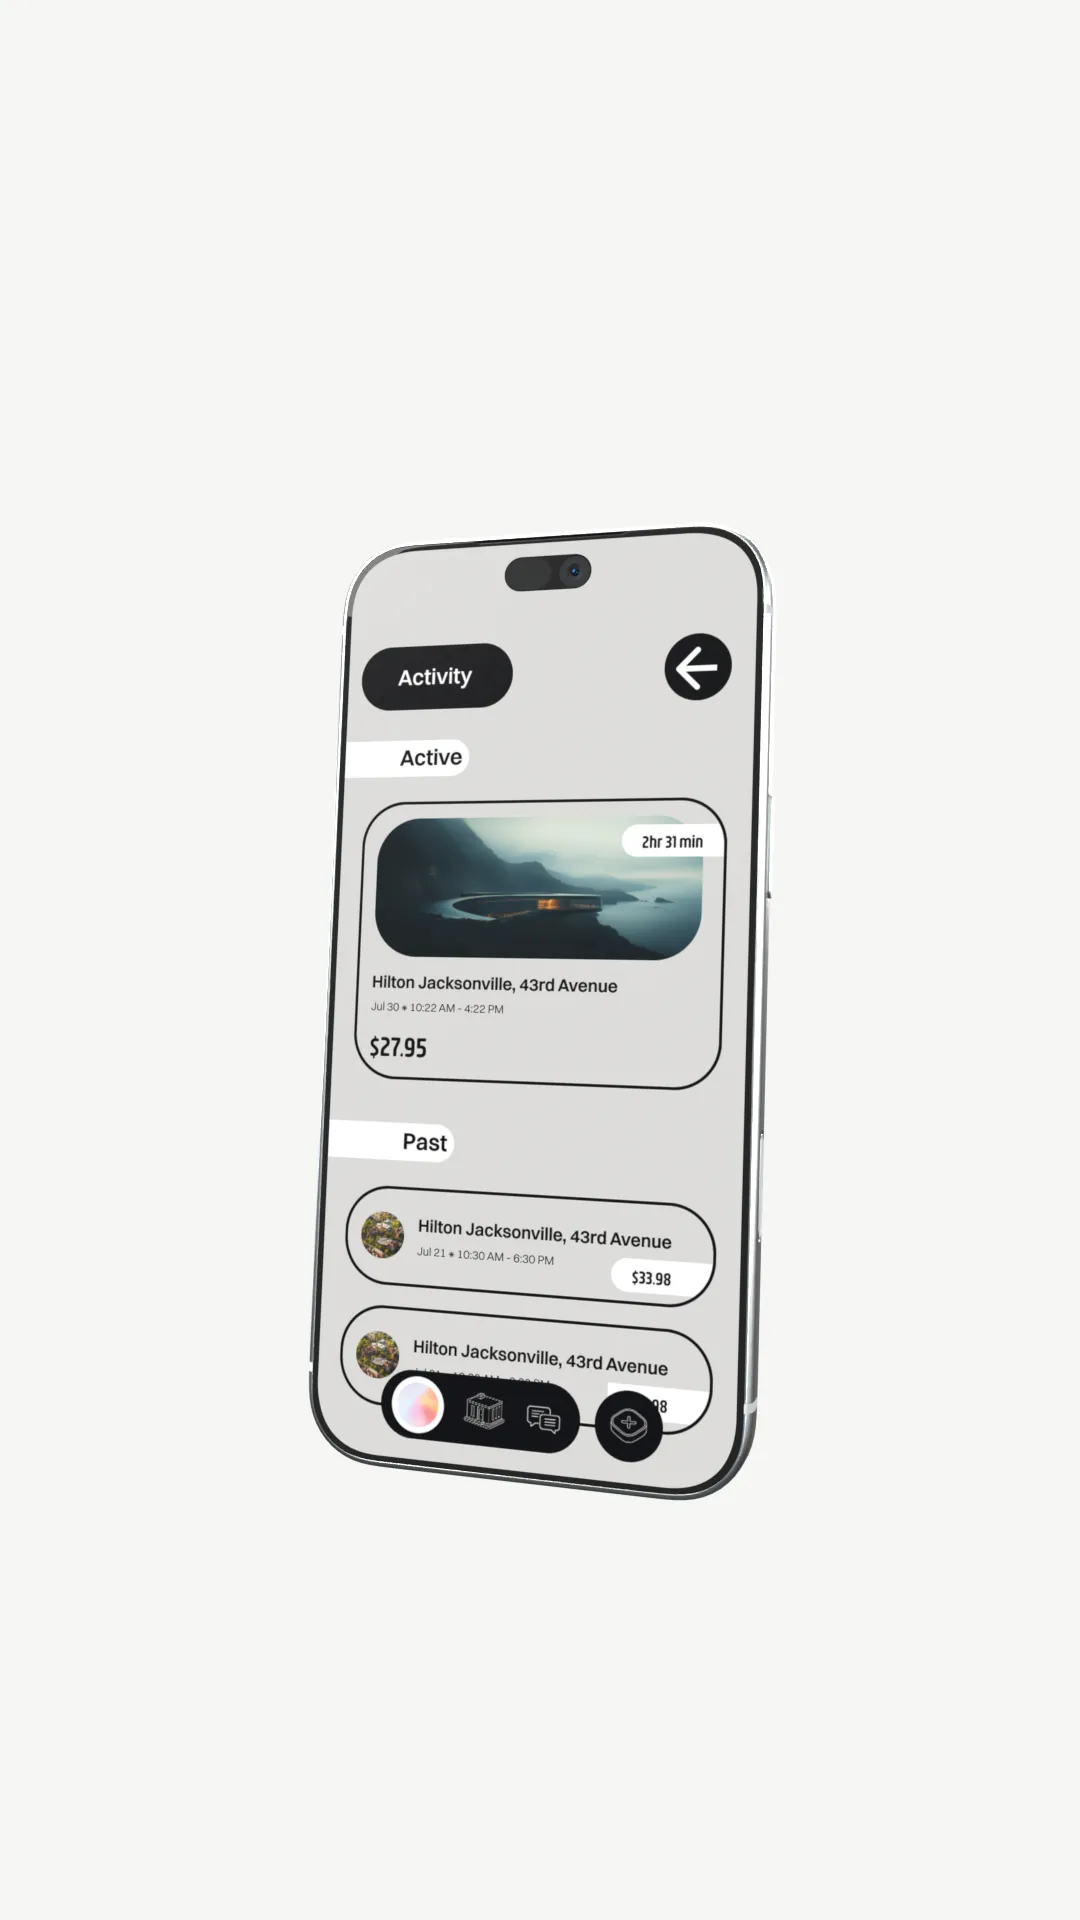 Activity
Active
2hr 31 min
Hilton Jacksonville, 43rd Avenue
Jul 30 • 10:22 AM - 4:22 PM
$27.95
Past
Hilton Jacksonville, 43rd Avenue
Jul 21 • 10:30 AM - 6:30 PM
$33.98
Hilton Jacksonville, 43rd Avenue
98